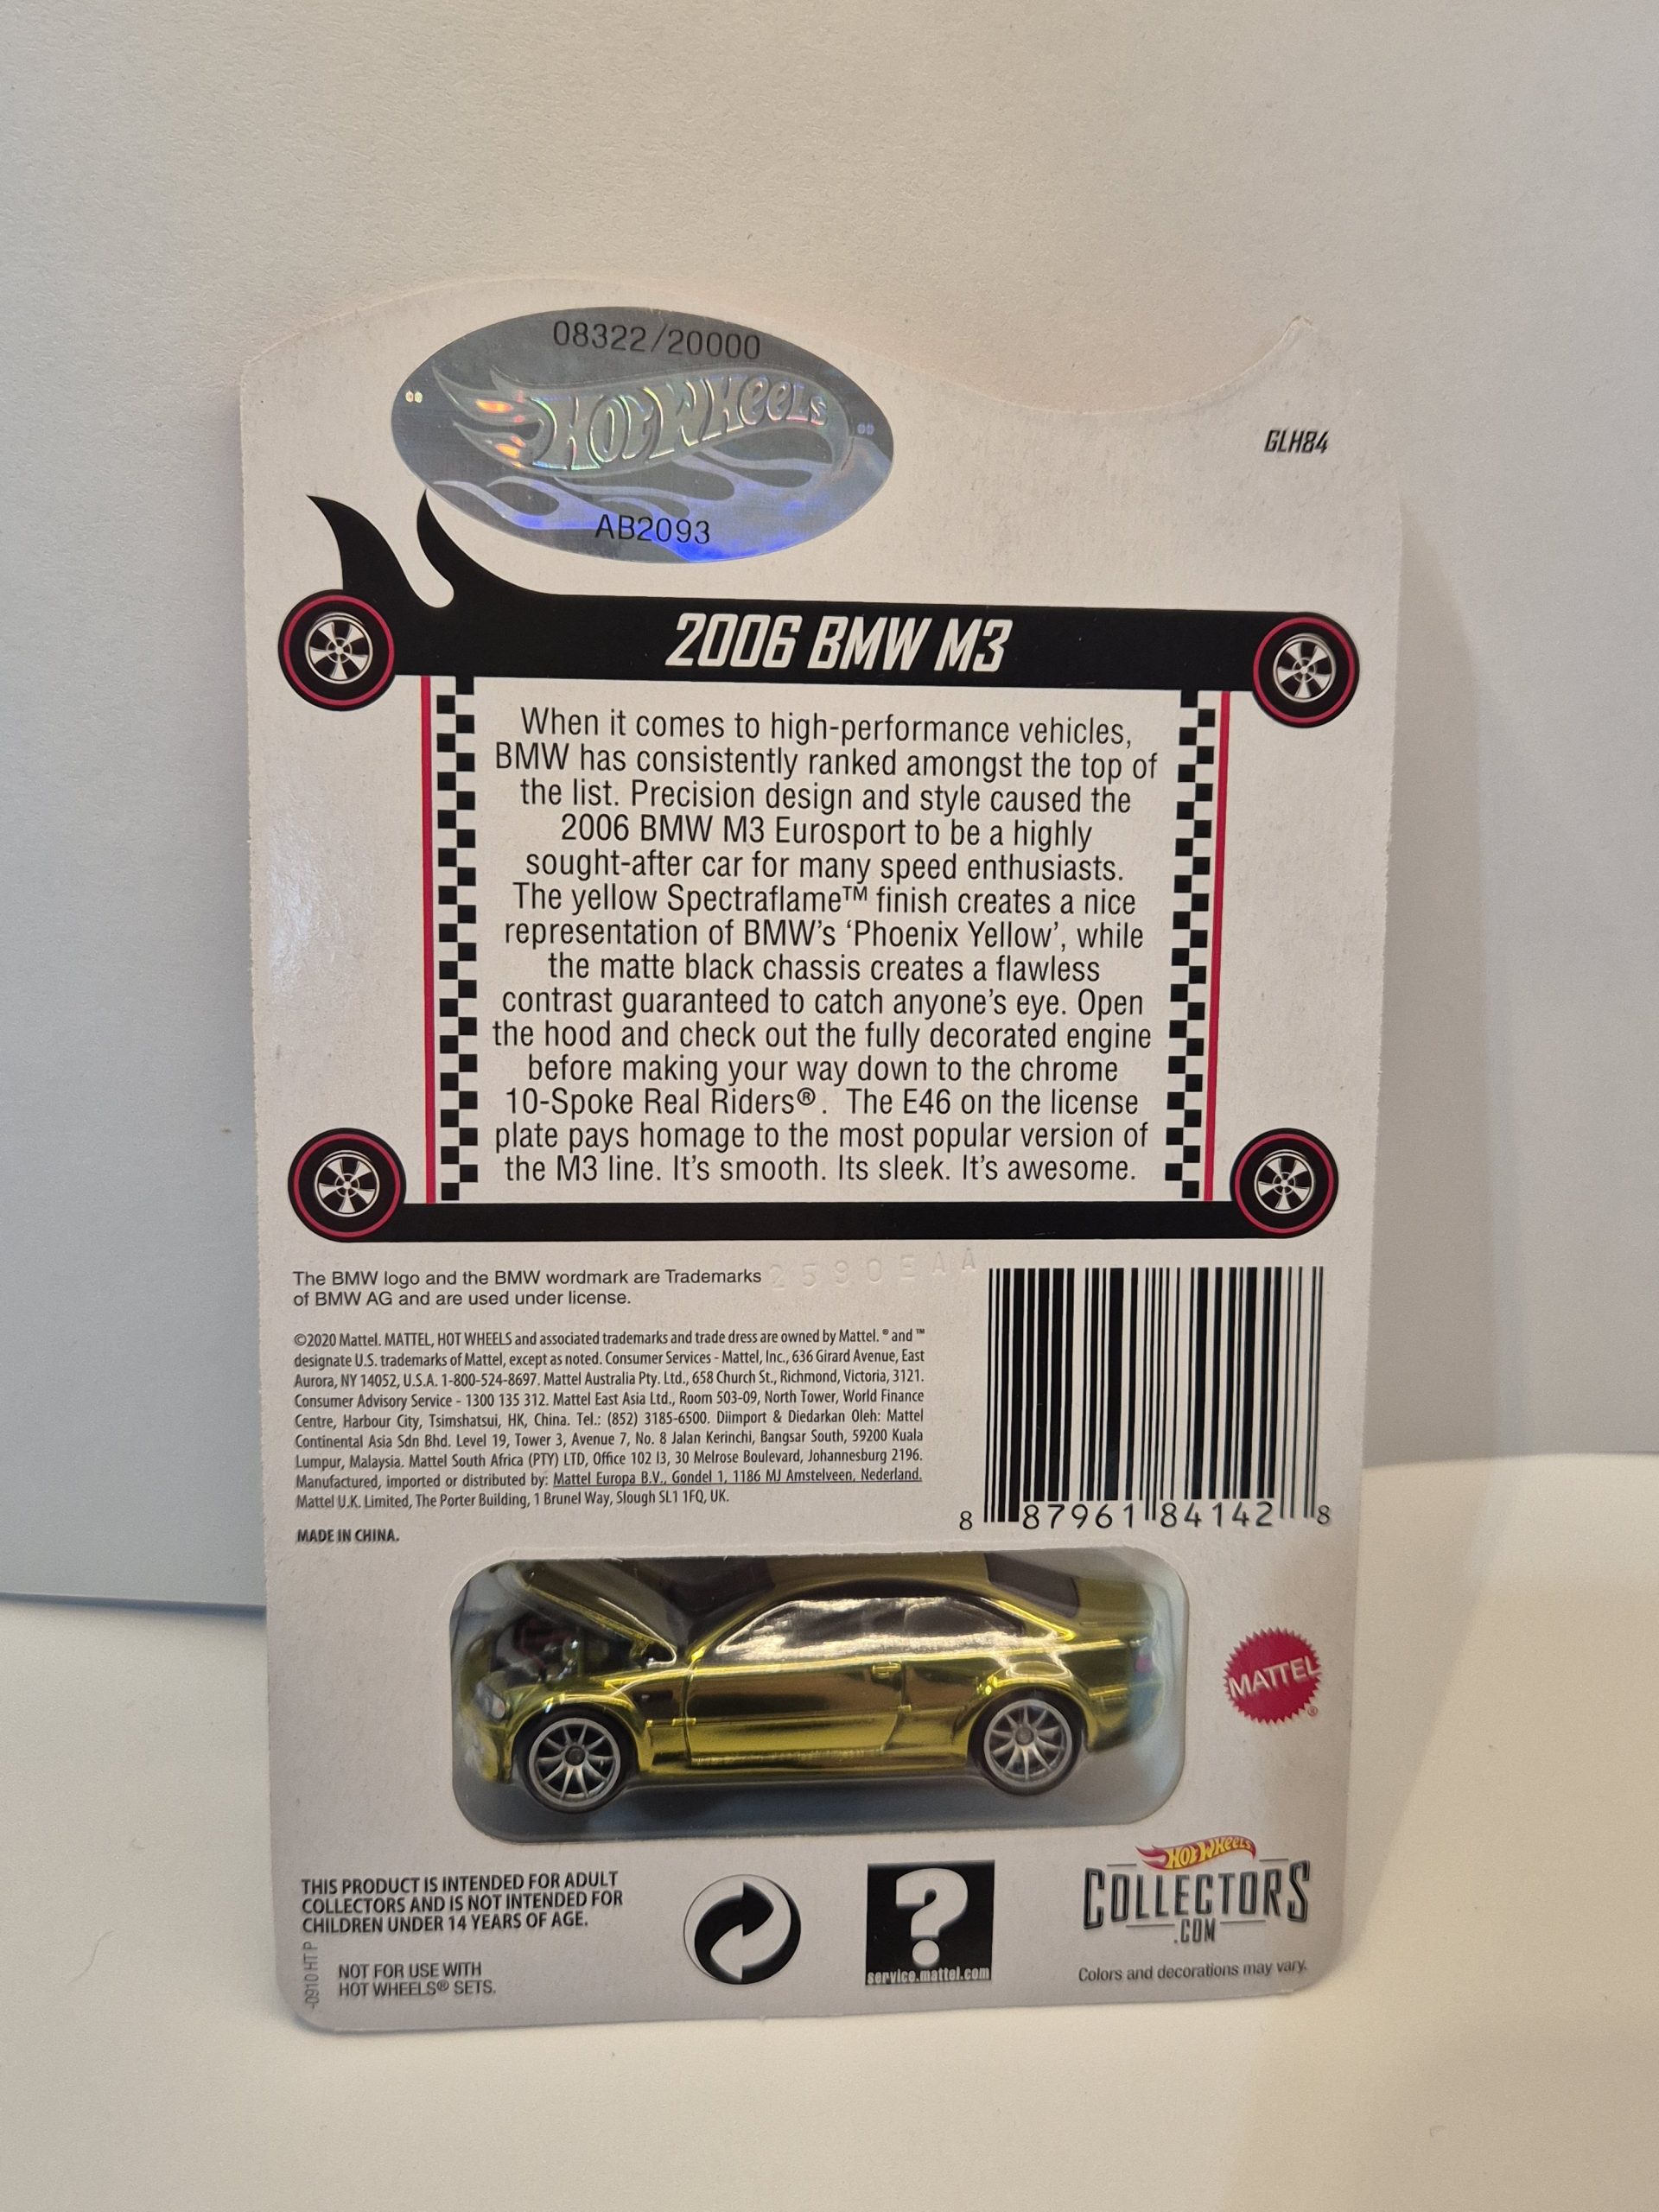 08322/20000
HOT WHEELS
AB2093
GLH84
2006 BMW M3
When it comes to high-performance vehicles,
BMW has consistently ranked amongst the top of
the list. Precision design and style caused the
2006 BMW M3 Eurosport to be a highly
sought-after car for many speed enthusiasts.
The yellow Spectraflame™ finish creates a nice
representation of BMW's ‘Phoenix Yellow’, while
the matte black chassis creates a flawless
contrast guaranteed to catch anyone's eye. Open
the hood and check out the fully decorated engine
before making your way down to the chrome
10-Spoke Real Riders®. The E46 on the license
plate pays homage to the most popular version of
the M3 line. It's smooth. Its sleek. It's awesome.
The BMW logo and the BMW wordmark are Trademarks
of BMW AG and are used under license.
2590EAA
©2020 Mattel. MATTEL, HOT WHEELS and associated trademarks and trade dress are owned by Mattel. ® and ™
designate U.S. trademarks of Mattel, except as noted. Consumer Services - Mattel, Inc., 636 Girard Avenue, East
Aurora, NY 14052, U.S.A. 1-800-524-8697. Mattel Australia Pty. Ltd., 658 Church St., Richmond, Victoria, 3121.
Consumer Advisory Service - 1300 135 312. Mattel East Asia Ltd., Room 503-09, North Tower, World Finance
Centre, Harbour City, Tsimshatsui, HK, China. Tel.: (852) 3185-6500. Diimport & Diedarkan Oleh: Mattel
Continental Asia Sdn Bhd. Level 19, Tower 3, Avenue 7, No. 8 Jalan Kerinchi, Bangsar South, 59200 Kuala
Lumpur, Malaysia. Mattel South Africa (PTY) LTD, Office 102 I3, 30 Melrose Boulevard, Johannesburg 2196.
Manufactured, imported or distributed by: Mattel Europa B.V., Gondel 1, 1186 MJ Amstelveen, Nederland.
Mattel U.K. Limited, The Porter Building, 1 Brunel Way, Slough SL1 1FQ, UK.
8 87961 84142 8
MADE IN CHINA.
MATTEL®
THIS PRODUCT IS INTENDED FOR ADULT
COLLECTORS AND IS NOT INTENDED FOR
CHILDREN UNDER 14 YEARS OF AGE.
-0910 HT P
NOT FOR USE WITH
HOT WHEELS® SETS.
?
service.mattel.com
HOT WHEELS
COLLECTORS
.COM
Colors and decorations may vary.